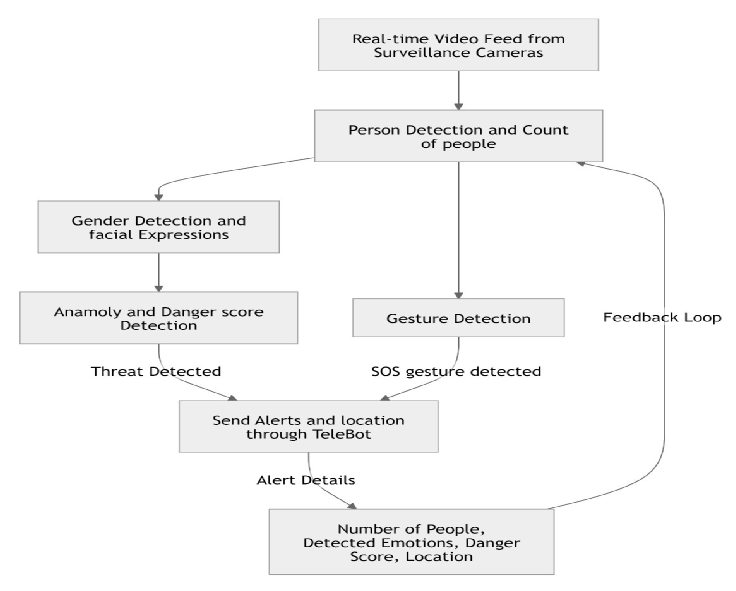 Real-time Video Feed from
Surveillance Cameras
Person Detection and Count
of people
Gender Detection and
facial Expressions
Anamoly and Danger score
Detection
Gesture Detection
Feedback Loop
Threat Detected
SOS gesture detected
Send Alerts and location
through TeleBot
Alert Details
Number of People,
Detected Emotions, Danger
Score, Location